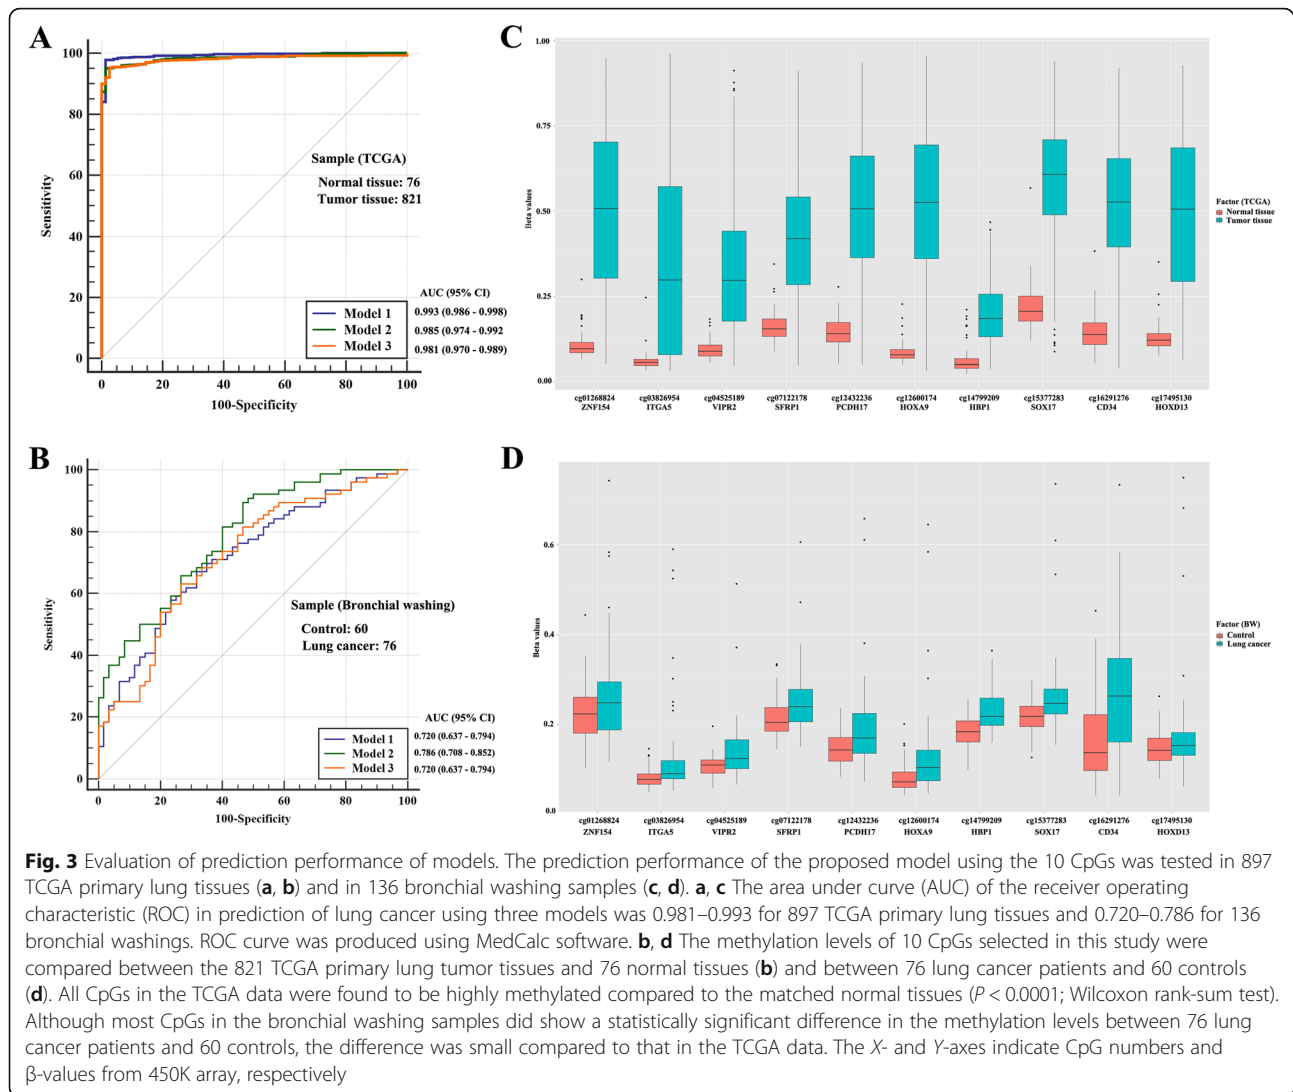 A
100
80
60
40
20
0
Sensitivity
Sample (TCGA)
Normal tissue: 76
Tumor tissue: 821
AUC (95% CI)
Model 1 0.993 (0.986 - 0.998)
Model 2 0.985 (0.974 - 0.992
Model 3 0.981 (0.970 - 0.989)
0 20 40 60 80 100
100-Specificity
C
1.00
0.75
0.50
0.25
0.00
Beta values
Factor (TCGA)
Normal tissue
Tumor tissue
cg01268824 cg03826954 cg04525189 cg07122178 cg12432236 cg12600174 cg14799209 cg15377283 cg16291276 cg17495130
ZNF154 ITGA5 VIPR2 SFRP1 PCDH17 HOXA9 HBP1 SOX17 CD34 HOXD13
B
100
80
60
40
20
0
Sensitivity
Sample (Bronchial washing)
Control: 60
Lung cancer: 76
AUC (95% CI)
Model 1 0.720 (0.637 - 0.794)
Model 2 0.786 (0.708 - 0.852)
Model 3 0.720 (0.637 - 0.794)
0 20 40 60 80 100
100-Specificity
D
0.6
0.4
0.2
0.0
Beta values
Factor (BW)
Control
Lung cancer
cg01268824 cg03826954 cg04525189 cg07122178 cg12432236 cg12600174 cg14799209 cg15377283 cg16291276 cg17495130
ZNF154 ITGA5 VIPR2 SFRP1 PCDH17 HOXA9 HBP1 SOX17 CD34 HOXD13
Fig. 3 Evaluation of prediction performance of models. The prediction performance of the proposed model using the 10 CpGs was tested in 897
TCGA primary lung tissues (a, b) and in 136 bronchial washing samples (c, d). a, c The area under curve (AUC) of the receiver operating
characteristic (ROC) in prediction of lung cancer using three models was 0.981–0.993 for 897 TCGA primary lung tissues and 0.720–0.786 for 136
bronchial washings. ROC curve was produced using MedCalc software. b, d The methylation levels of 10 CpGs selected in this study were
compared between the 821 TCGA primary lung tumor tissues and 76 normal tissues (b) and between 76 lung cancer patients and 60 controls
(d). All CpGs in the TCGA data were found to be highly methylated compared to the matched normal tissues (P < 0.0001; Wilcoxon rank-sum test).
Although most CpGs in the bronchial washing samples did show a statistically significant difference in the methylation levels between 76 lung
cancer patients and 60 controls, the difference was small compared to that in the TCGA data. The X- and Y-axes indicate CpG numbers and
β-values from 450K array, respectively